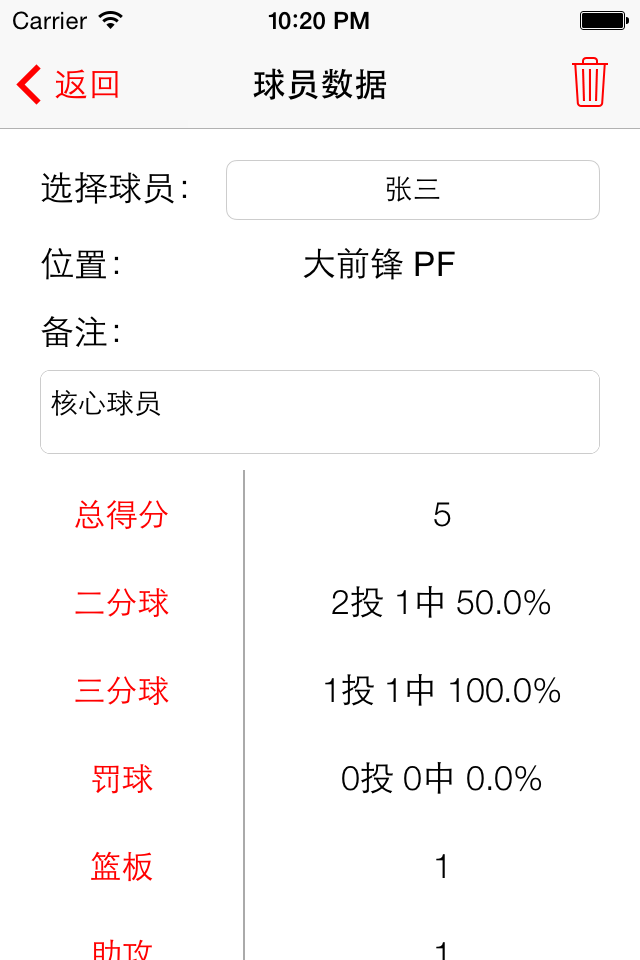 Carrier 10:20 PM
返回 球员数据
选择球员： 张三
位置： 大前锋 PF
备注：
核心球员
总得分 5
二分球 2投 1中 50.0%
三分球 1投 1中 100.0%
罚球 0投 0中 0.0%
篮板 1
助攻 1